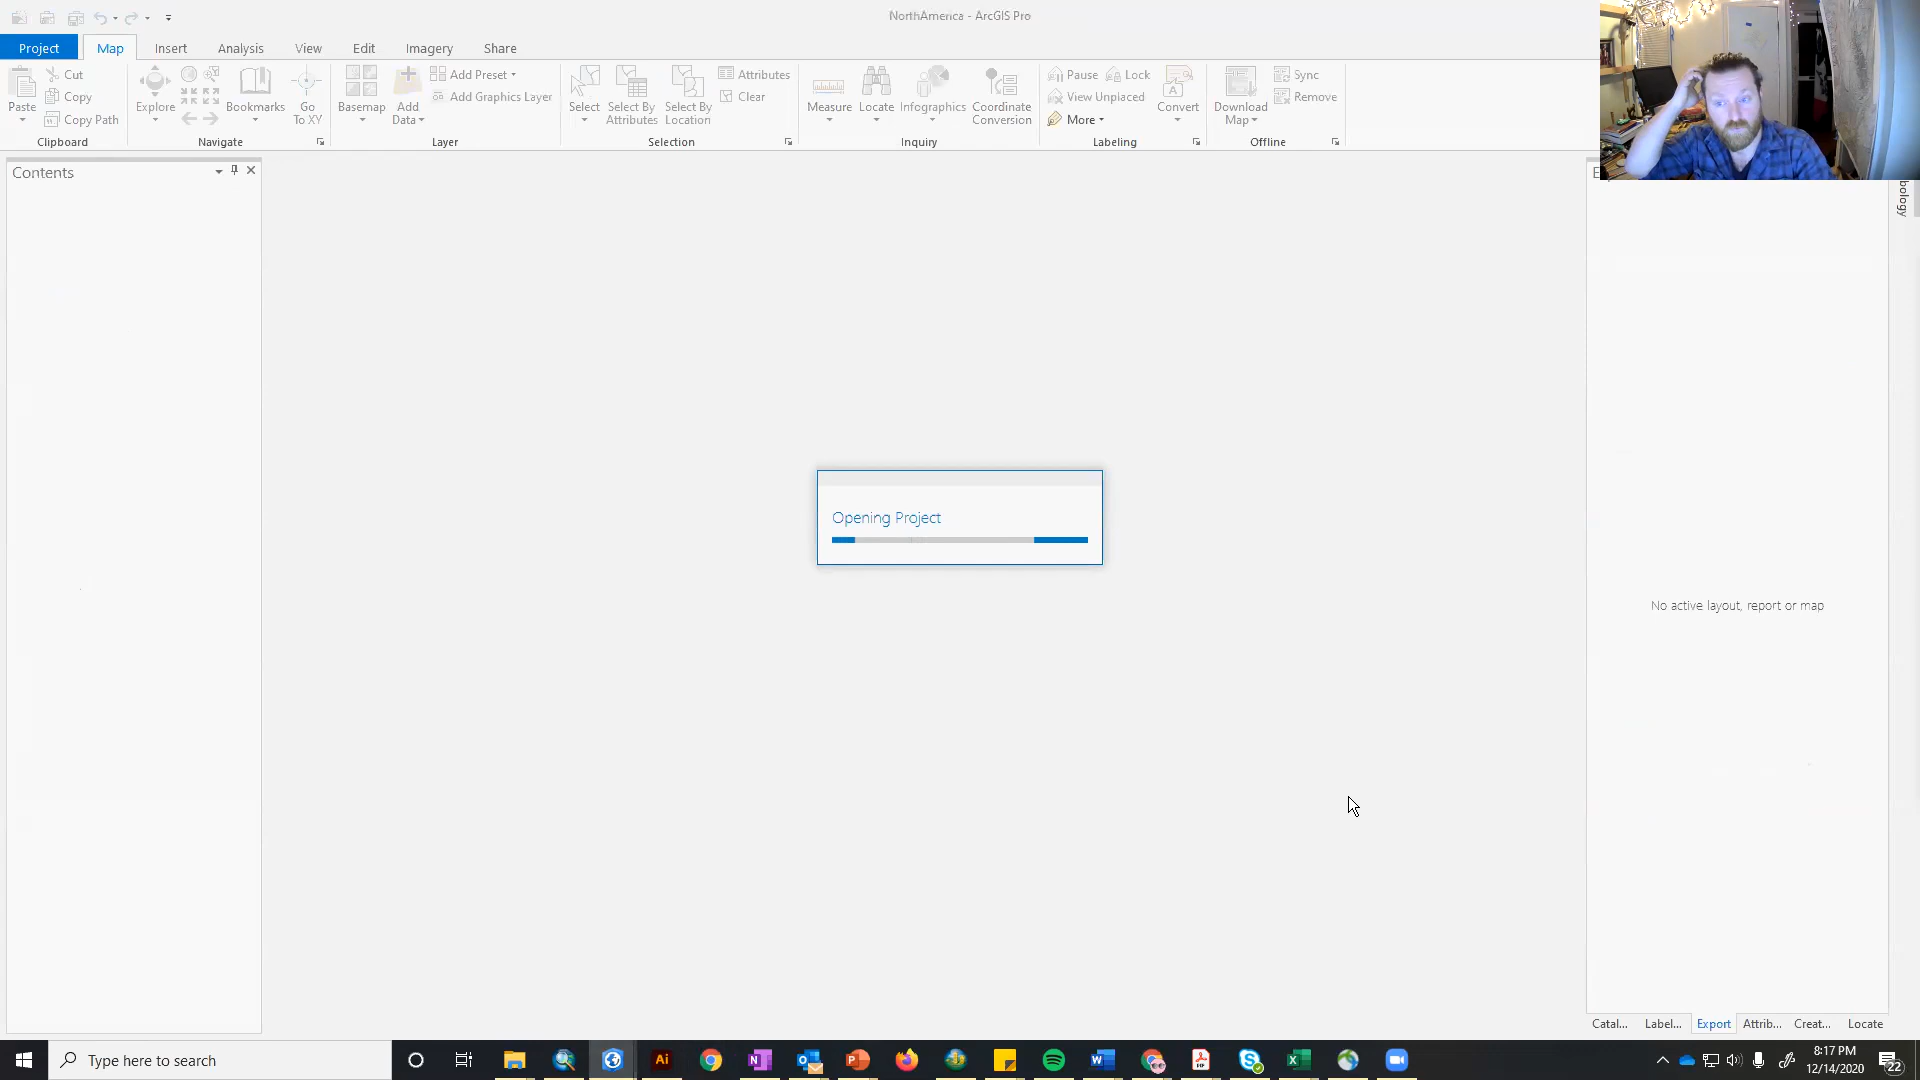 NorthAmerica - ArcGIS Pro
Project
Map
Insert
Analysis
View
Edit
Imagery
Share
Paste
Cut
Copy
Copy Path
Clipboard
Explore
Bookmarks
Go
To XY
Navigate
Basemap
Add
Data
Add Preset
Add Graphics Layer
Layer
Select
Select By
Attributes
Select By
Location
Attributes
Clear
Selection
Measure
Locate
Infographics
Coordinate
Conversion
Inquiry
Pause
Lock
View Unplaced
More
Convert
Labeling
Download
Map
Sync
Remove
Offline
Contents
Opening Project
bology
No active layout, report or map
Catal...
Label...
Export
Attrib...
Creat...
Locate
Type here to search
8:17 PM
12/14/2020
22